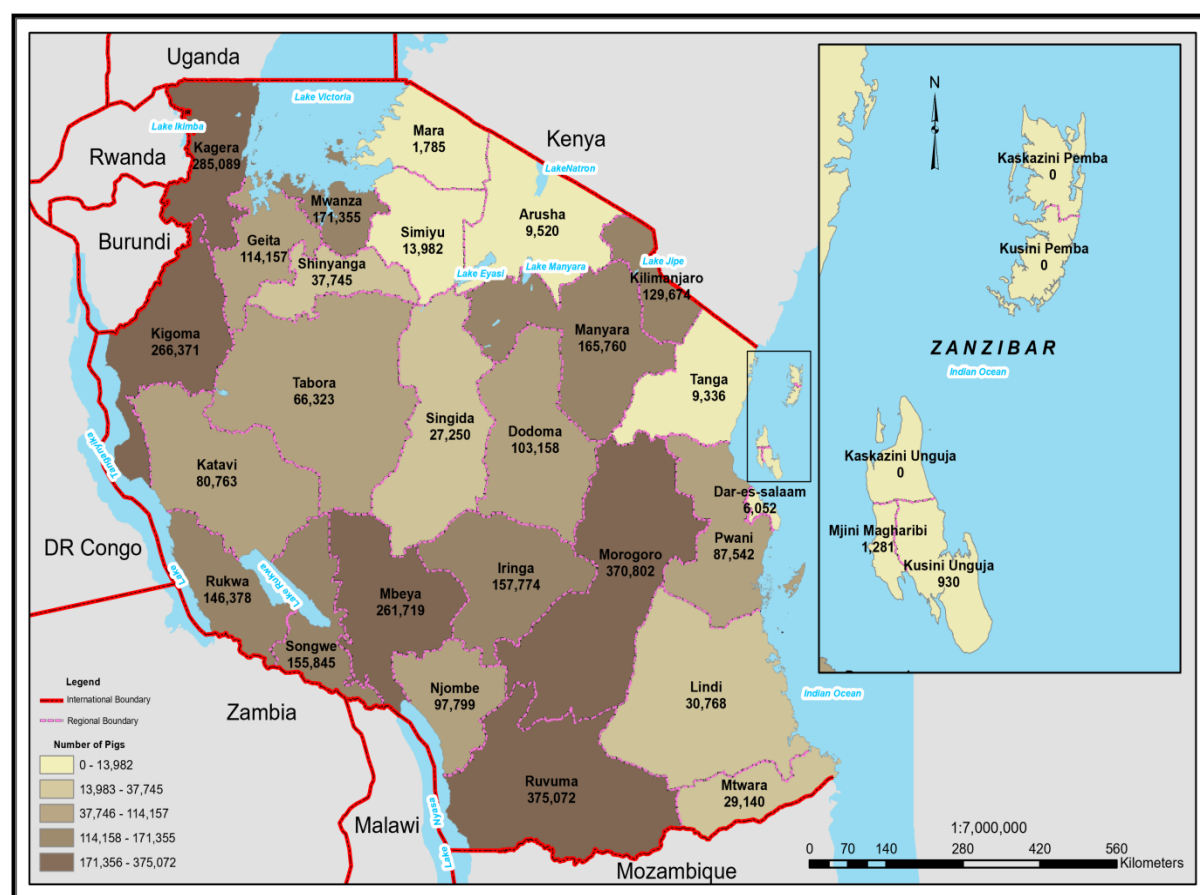 Uganda
Lake Victoria
Lake Ikimba
Kagera
285,089
Rwanda
Burundi
Mara
1,785
Kenya
LakeNatron
Mwanza
171,355
Arusha
9,520
Simiyu
13,982
Geita
114,157
Shinyanga
37,745
Lake Eyasi
Lake Manyara
Lake Jipe
Kilimanjaro
129,674
Kigoma
266,371
Manyara
165,760
Tabora
66,323
Tanga
9,336
Singida
27,250
Dodoma
103,158
Katavi
80,763
Lake Tanganyika
Dar-es-salaam
6,052
Pwani
87,542
DR Congo
Morogoro
370,802
Rukwa
146,378
Lake Rukwa
Mbeya
261,719
Iringa
157,774
Songwe
155,845
Njombe
97,799
Lindi
30,768
Indian Ocean
Zambia
Ruvuma
375,072
Mtwara
29,140
Malawi
Lake Nyasa
Mozambique
N
Kaskazini Pemba
0
Kusini Pemba
0
ZANZIBAR
Indian Ocean
Kaskazini Unguja
0
Mjini Magharibi
1,281
Kusini Unguja
930
Legend
International Boundary
Regional Boundary
Number of Pigs
0 - 13,982
13,983 - 37,745
37,746 - 114,157
114,158 - 171,355
171,356 - 375,072
1:7,000,000
0 70 140 280 420 560
Kilometers